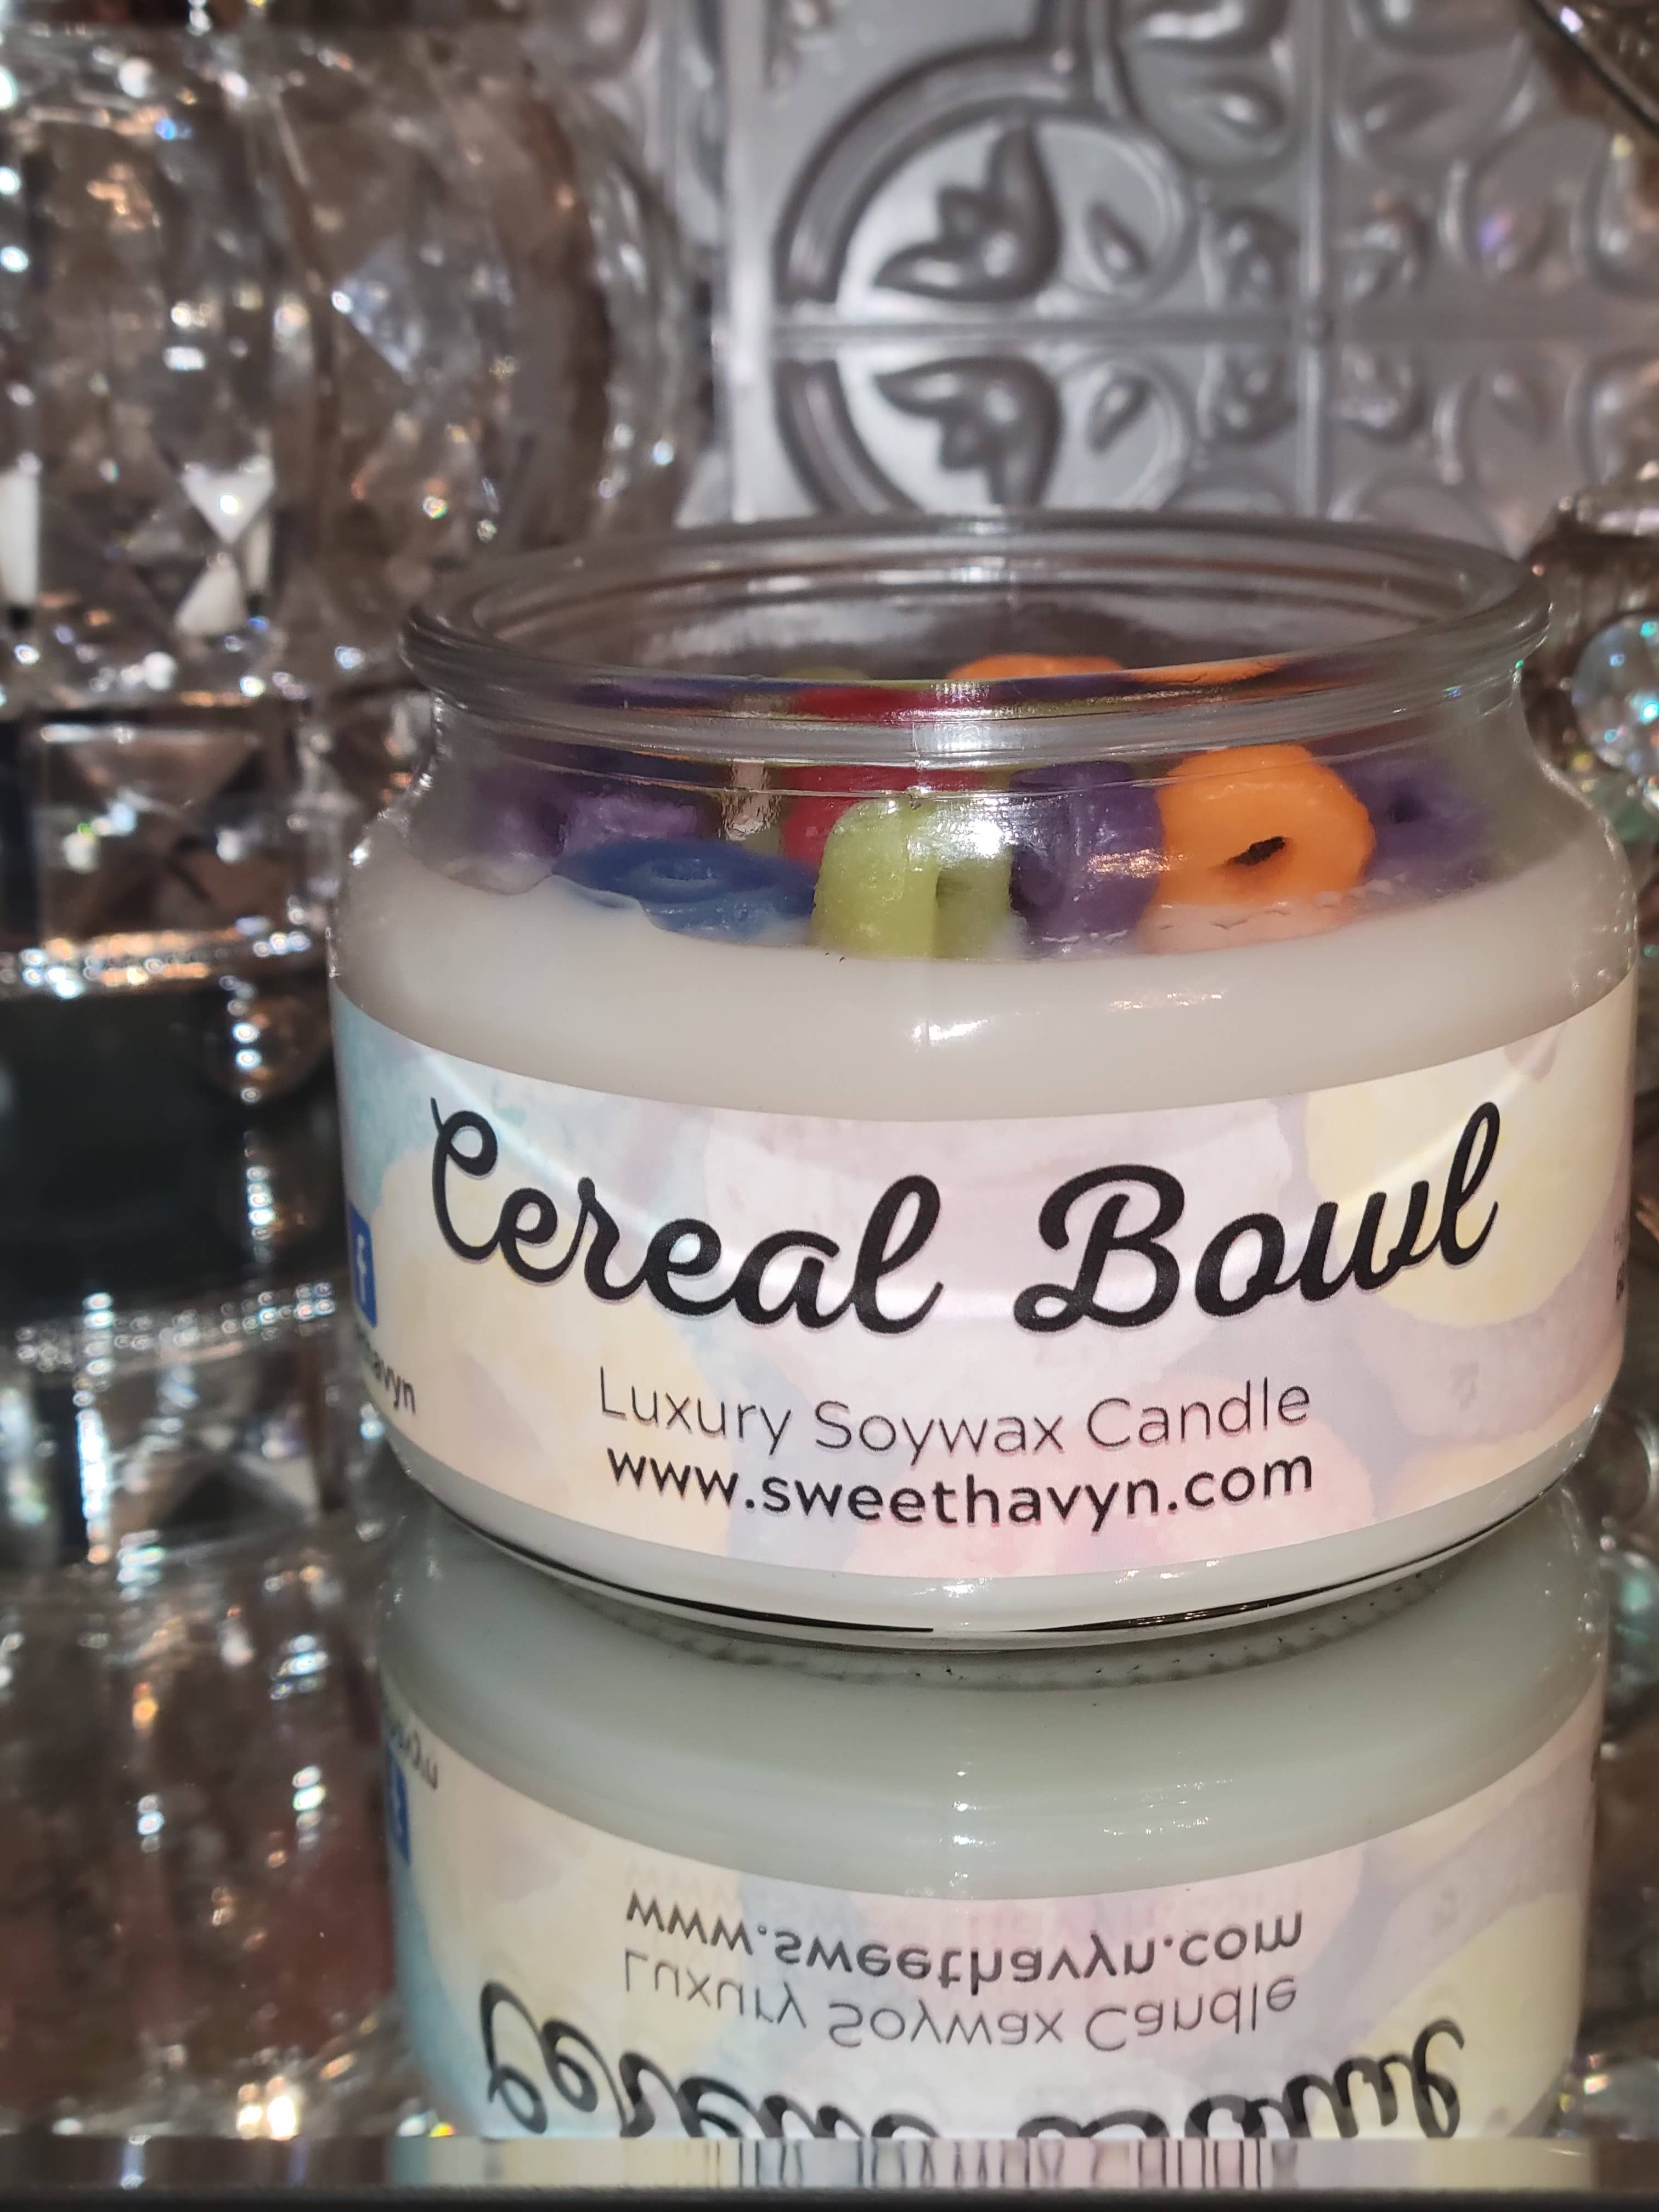 Cereal Bowl
Luxury Soywax Candle
www.sweethavyn.com
f